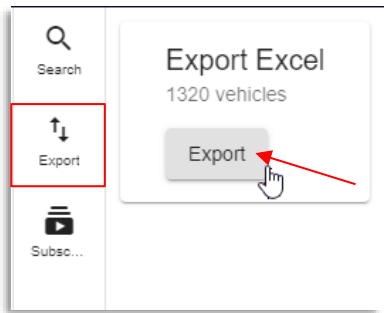 Search
Export
Subsc...
Export Excel
1320 vehicles
Export